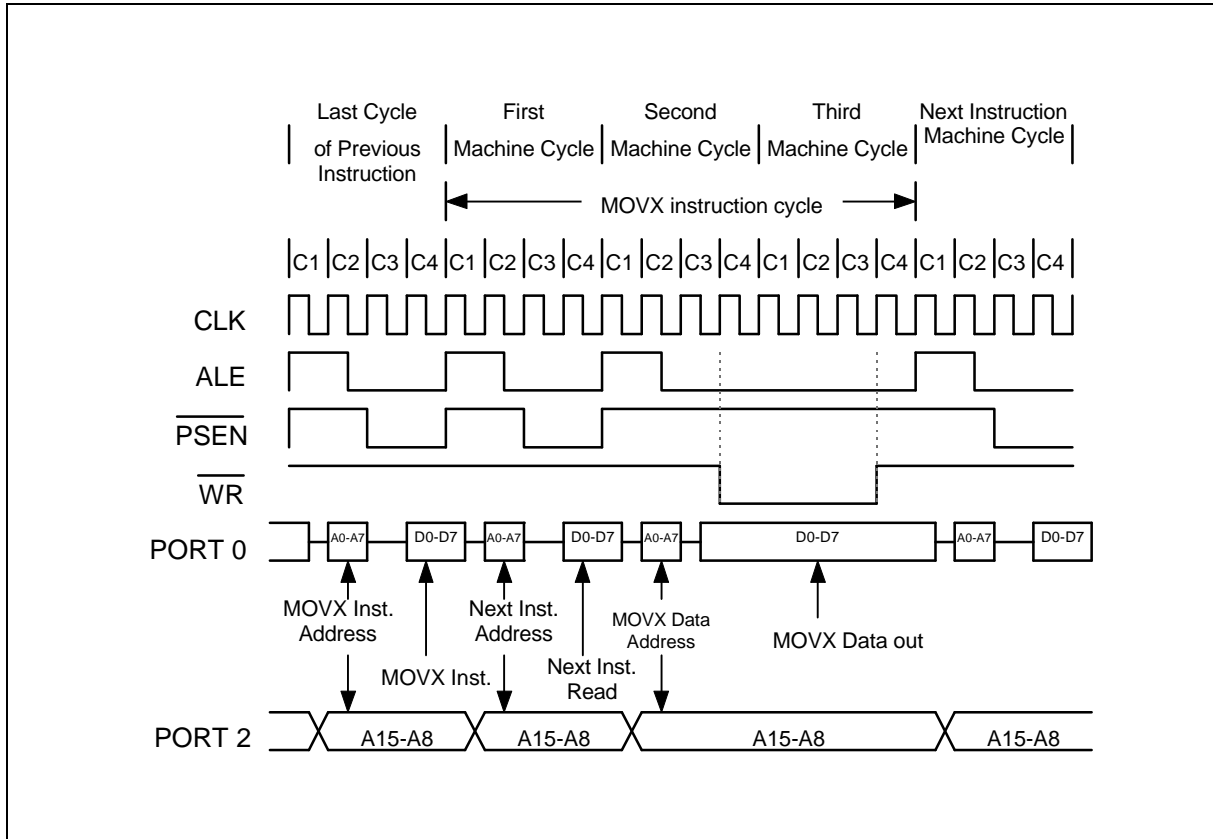 Last Cycle of Previous Instruction
First Machine Cycle
Second Machine Cycle
Third Machine Cycle
Next Instruction Machine Cycle
MOVX instruction cycle
C1 C2 C3 C4 C1 C2 C3 C4 C1 C2 C3 C4 C1 C2 C3 C4 C1 C2 C3 C4
CLK
ALE
PSEN
WR
PORT 0
A0-A7 D0-D7 A0-A7 D0-D7 A0-A7 D0-D7 A0-A7 D0-D7
MOVX Inst. Address
MOVX Inst.
Next Inst. Address
Next Inst. Read
MOVX Data Address
MOVX Data out
PORT 2
A15-A8 A15-A8 A15-A8 A15-A8